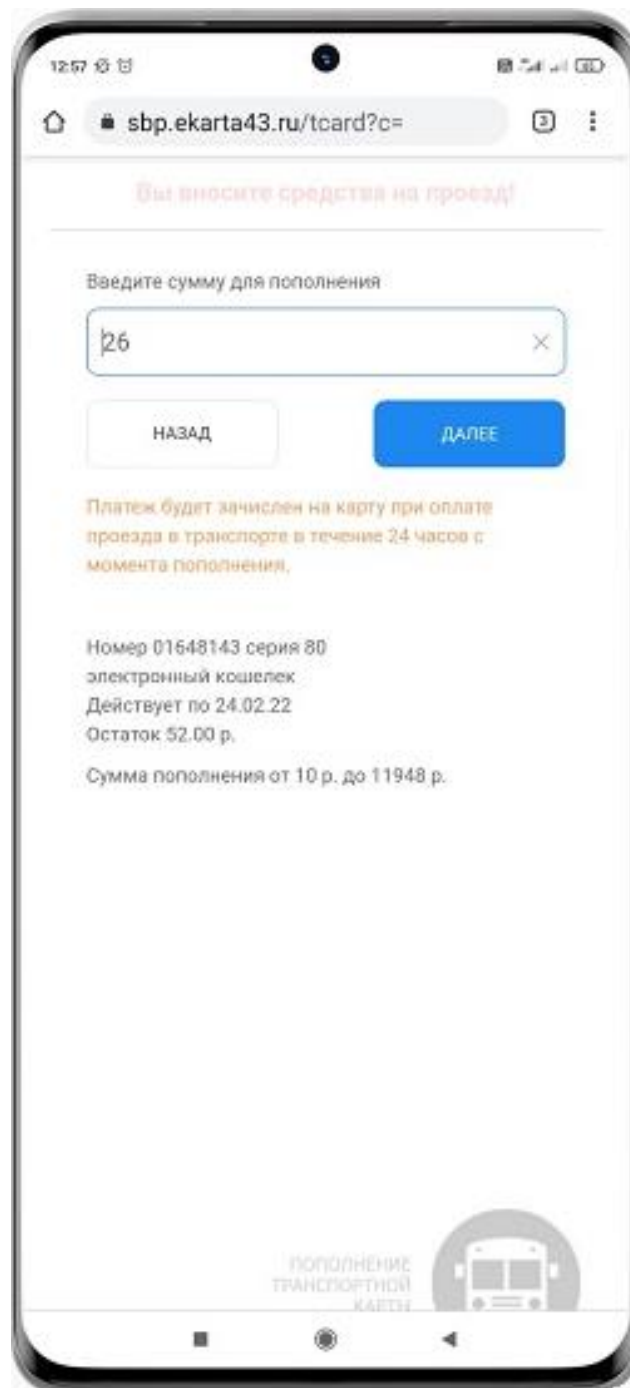 12:57
sbp.ekarta43.ru/tcard?c=
3
Вы вносите средства на проезд!
Введите сумму для пополнения
26
НАЗАД
ДАЛЕЕ
Платеж будет зачислен на карту при оплате
проезда в транспорте в течение 24 часов с
момента пополнения.
Номер 01648143 серия 80
электронный кошелек
Действует по 24.02.22
Остаток 52.00 р.
Сумма пополнения от 10 р. до 11948 р.
ПОПОЛНЕНИЕ
ТРАНСПОРТНОЙ
КАРТЫ